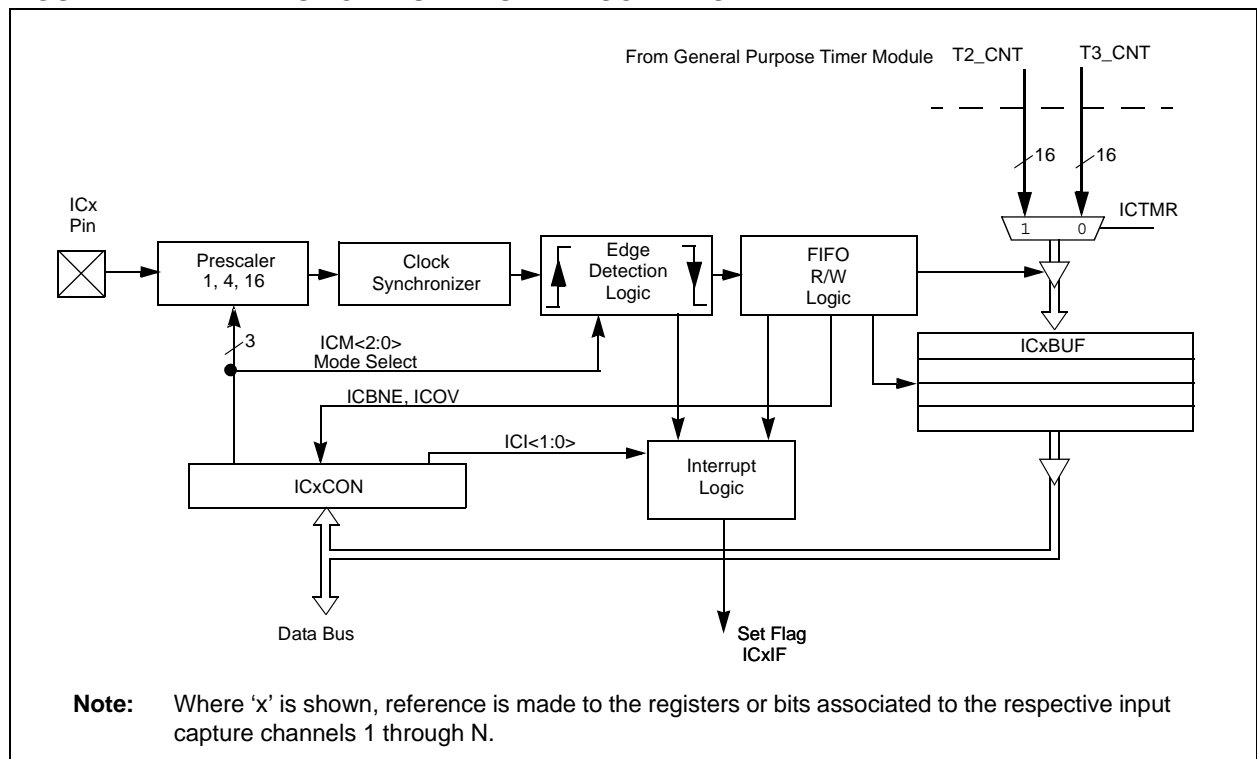 From General Purpose Timer Module T2_CNT T3_CNT
16 16
ICx
Pin
ICTMR
1 0
Prescaler
1, 4, 16
Clock
Synchronizer
Edge
Detection
Logic
FIFO
R/W
Logic
3
ICM<2:0>
Mode Select
ICxBUF
ICBNE, ICOV
ICI<1:0>
Interrupt
Logic
ICxCON
Data Bus
Set Flag
ICxIF
Note: Where ‘x’ is shown, reference is made to the registers or bits associated to the respective input
capture channels 1 through N.